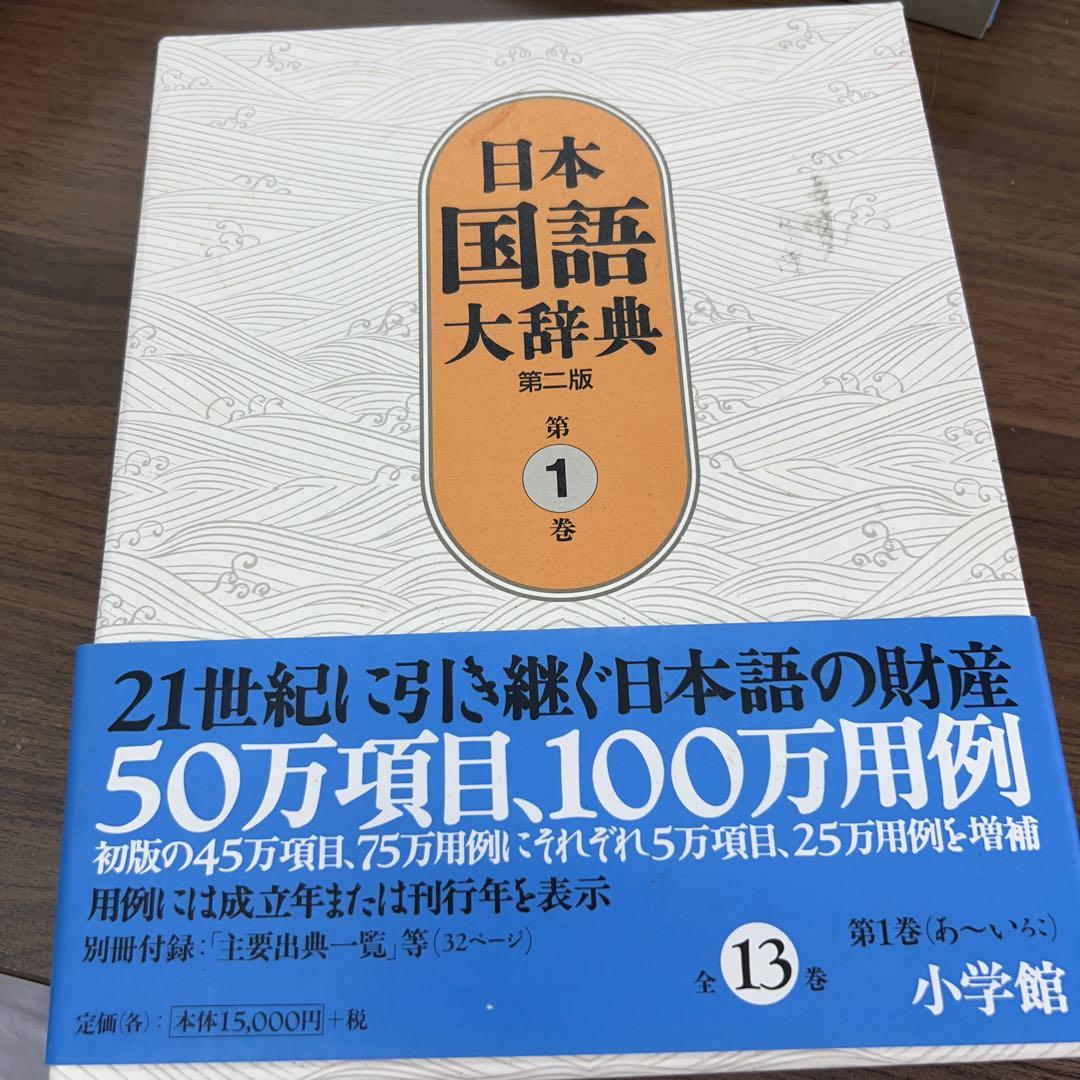 日本
国語
大辞典
第二版
第
1
巻
21世紀に引き継ぐ日本語の財産
50万項目、100万用例
初版の45万項目、75万用例にそれぞれ5万項目、25万用例を増補
用例には成立年または刊行年を表示
別冊付録：「主要出典一覧」等（32ページ）
全13巻
第1巻（あ〜いろこ）
小学館
定価（各）：本体15,000円＋税